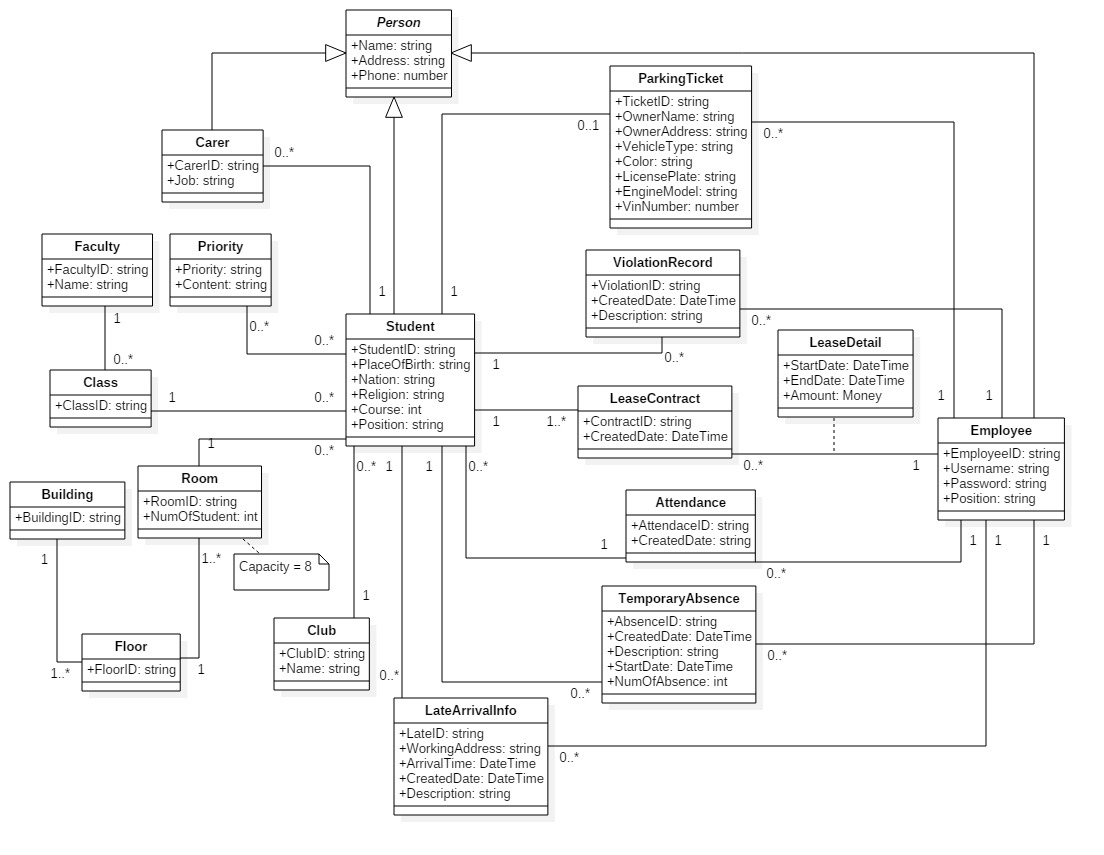 Person
+Name: string
+Address: string
+Phone: number
ParkingTicket
+TicketID: string
+OwnerName: string
+OwnerAddress: string
+VehicleType: string
+Color: string
+LicensePlate: string
+EngineModel: string
+VinNumber: number
0..1
0..*
Carer
+CarerID: string
+Job: string
0..*
Faculty
+FacultyID: string
+Name: string
Priority
+Priority: string
+Content: string
ViolationRecord
+ViolationID: string
+CreatedDate: DateTime
+Description: string
1
1
1
0..*
0..*
0..*
0..*
1
0..*
Student
+StudentID: string
+PlaceOfBirth: string
+Nation: string
+Religion: string
+Course: int
+Position: string
LeaseDetail
+StartDate: DateTime
+EndDate: DateTime
+Amount: Money
Class
+ClassID: string
1
0..*
LeaseContract
+ContractID: string
+CreatedDate: DateTime
1
1..*
1
1
Employee
+EmployeeID: string
+Username: string
+Password: string
+Position: string
1
0..*
0..*
1
1
0..*
0..*
1
Room
+RoomID: string
+NumOfStudent: int
Building
+BuildingID: string
Attendance
+AttendaceID: string
+CreatedDate: string
1
0..*
1
1
1
1
1..*
Capacity = 8
TemporaryAbsence
+AbsenceID: string
+CreatedDate: DateTime
+Description: string
+StartDate: DateTime
+NumOfAbsence: int
0..*
0..*
1
Club
+ClubID: string
+Name: string
Floor
+FloorID: string
1..*
1
0..*
LateArrivalInfo
+LateID: string
+WorkingAddress: string
+ArrivalTime: DateTime
+CreatedDate: DateTime
+Description: string
0..*